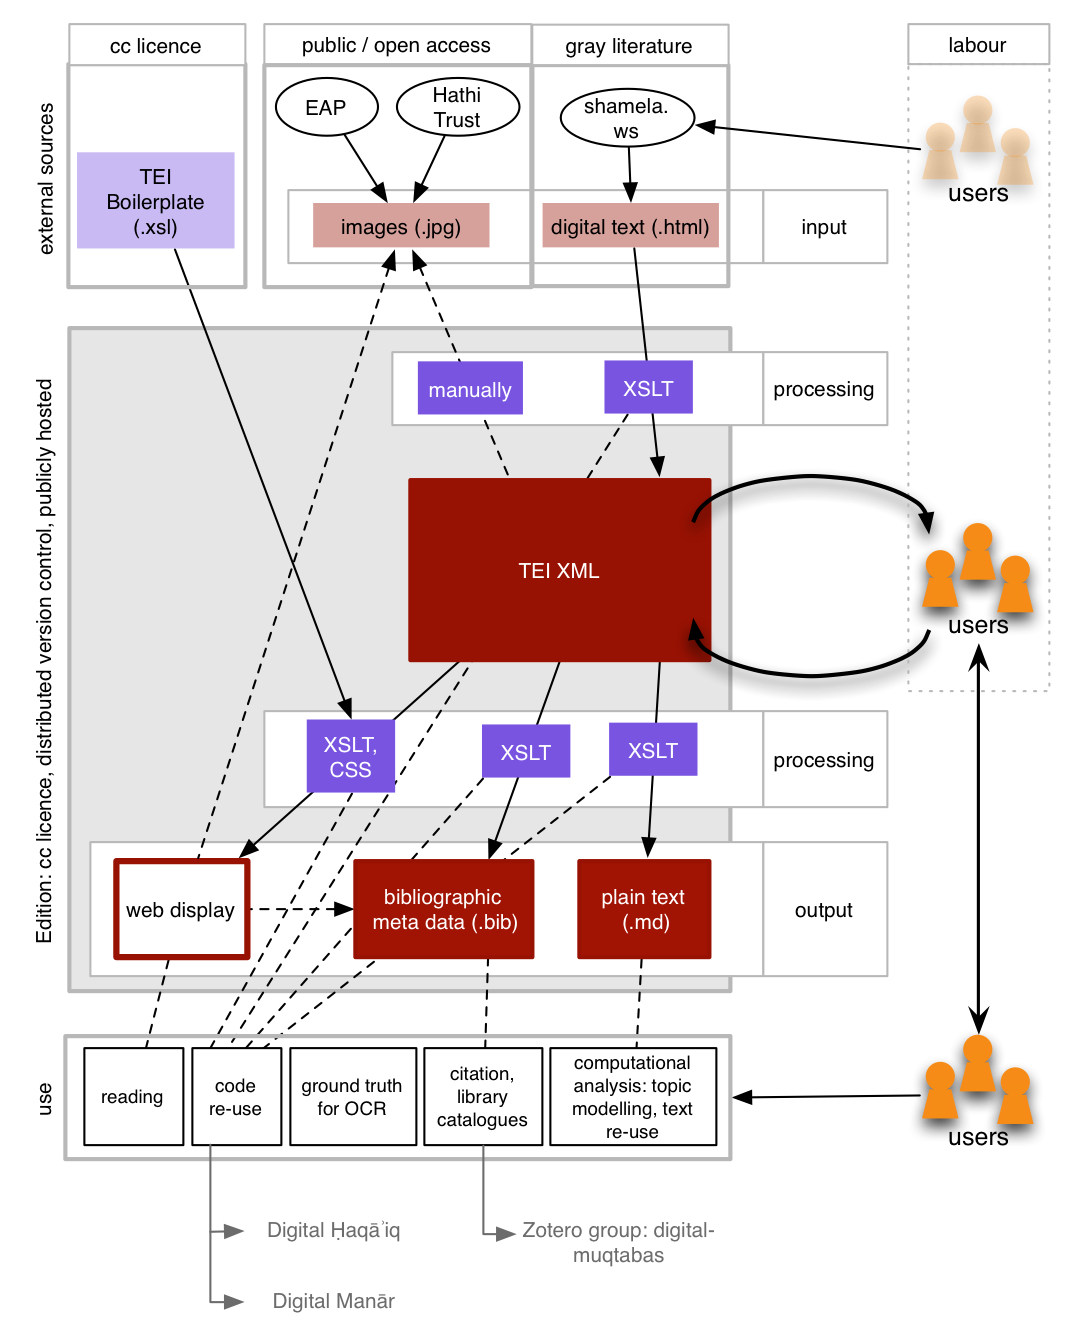 cc licence
public / open access
gray literature
labour
external sources
EAP
Hathi
Trust
shamela.
ws
TEI
Boilerplate
(.xsl)
users
images (.jpg)
digital text (.html)
input
Edition: cc licence, distributed version control, publicly hosted
manually
XSLT
processing
TEI XML
users
XSLT,
CSS
XSLT
XSLT
processing
web display
bibliographic
meta data (.bib)
plain text
(.md)
output
use
reading
code
re-use
ground truth
for OCR
citation,
library
catalogues
computational
analysis: topic
modelling, text
re-use
users
Digital Ḥaqāʾiq
Zotero group: digital-
muqtabas
Digital Manār